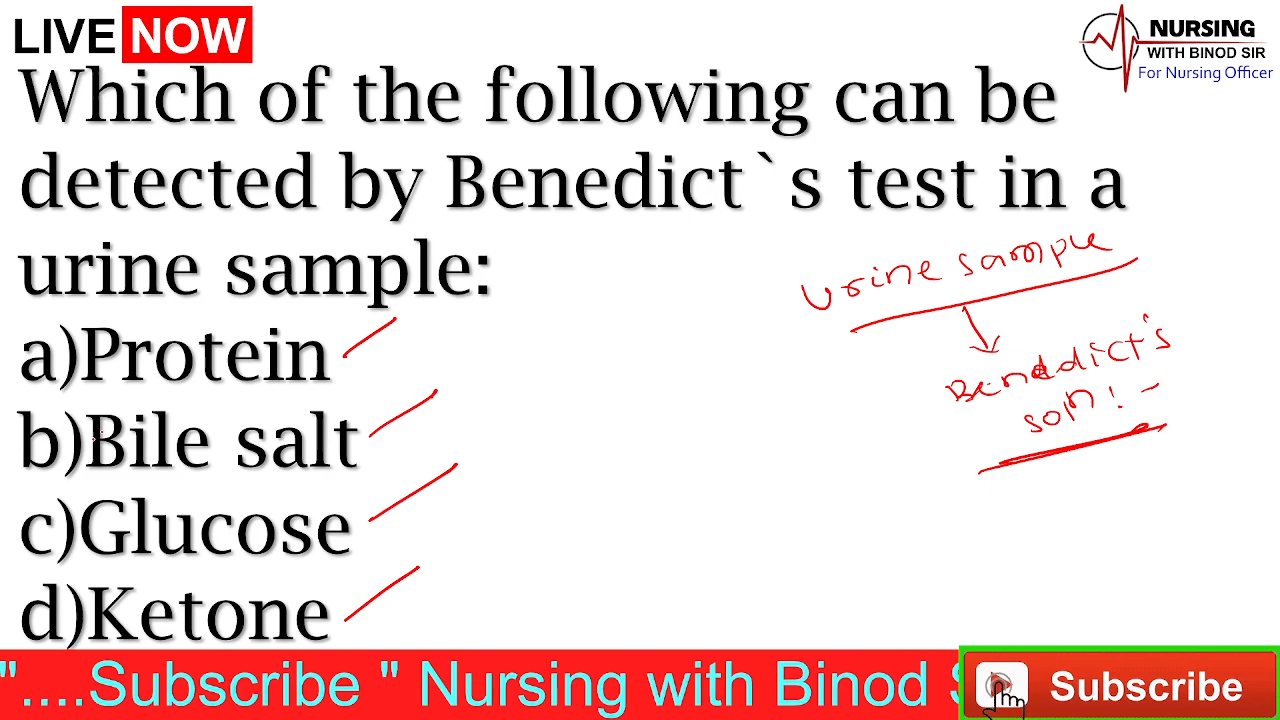 LIVE NOW
NURSING
WITH BINOD SIR
For Nursing Officer
Which of the following can be
detected by Benedict`s test in a
urine sample:
a)Protein
b)Bile salt
c)Glucose
d)Ketone
Urine sample
Benedict's
soln! -
"....Subscribe " Nursing with Binod S
Subscribe